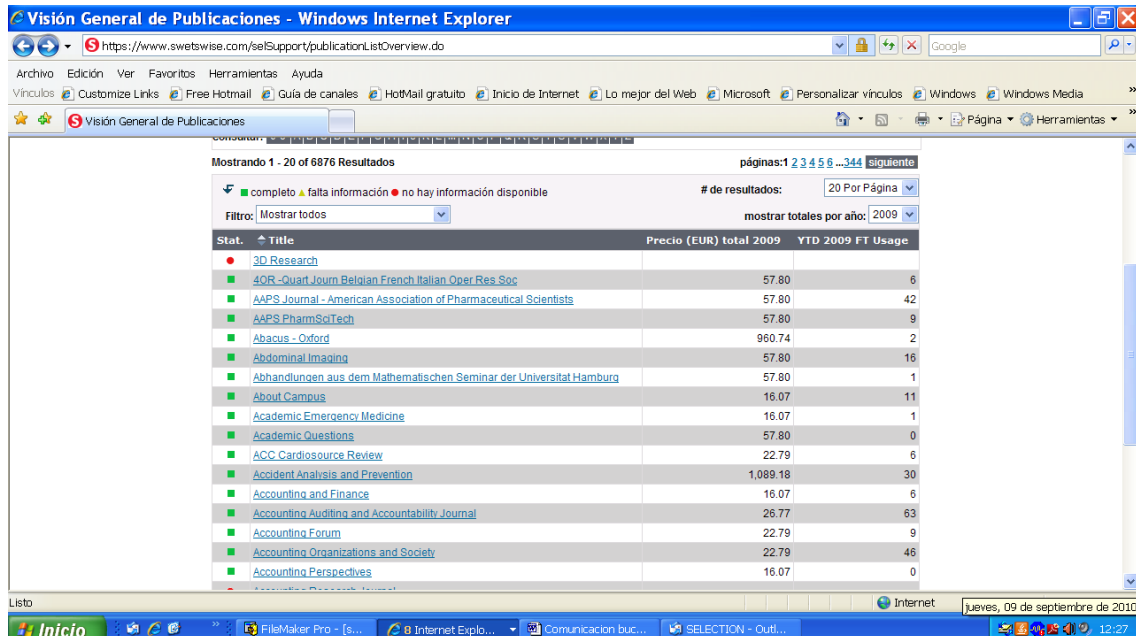 Visión General de Publicaciones - Windows Internet Explorer
https://www.swetswise.com/selSupport/publicationListOverview.do
Google
Archivo Edición Ver Favoritos Herramientas Ayuda
Vínculos Customize Links Free Hotmail Guía de canales HotMail gratuito Inicio de Internet Lo mejor del Web Microsoft Personalizar vínculos Windows Windows Media »
Visión General de Publicaciones Página Herramientas »
Mostrando 1 - 20 of 6876 Resultados páginas:1 2 3 4 5 6 ...344 siguiente
completo falta información no hay información disponible # de resultados: 20 Por Página
Filtro: Mostrar todos mostrar totales por año: 2009
Stat. Title Precio (EUR) total 2009 YTD 2009 FT Usage
3D Research
4OR -Quart Journ Belgian French Italian Oper Res Soc 57.80 6
AAPS Journal - American Association of Pharmaceutical Scientists 57.80 42
AAPS PharmSciTech 57.80 9
Abacus - Oxford 960.74 2
Abdominal Imaging 57.80 16
Abhandlungen aus dem Mathematischen Seminar der Universitat Hamburg 57.80 1
About Campus 16.07 11
Academic Emergency Medicine 16.07 1
Academic Questions 57.80 0
ACC Cardiosource Review 22.79 6
Accident Analysis and Prevention 1,089.18 30
Accounting and Finance 16.07 6
Accounting Auditing and Accountability Journal 26.77 63
Accounting Forum 22.79 9
Accounting Organizations and Society 22.79 46
Accounting Perspectives 16.07 0
Listo Internet jueves, 09 de septiembre de 2010
Inicio » FileMaker Pro - [s... 8 Internet Explo... Comunicacion buc... SELECTION - Outl... 12:27